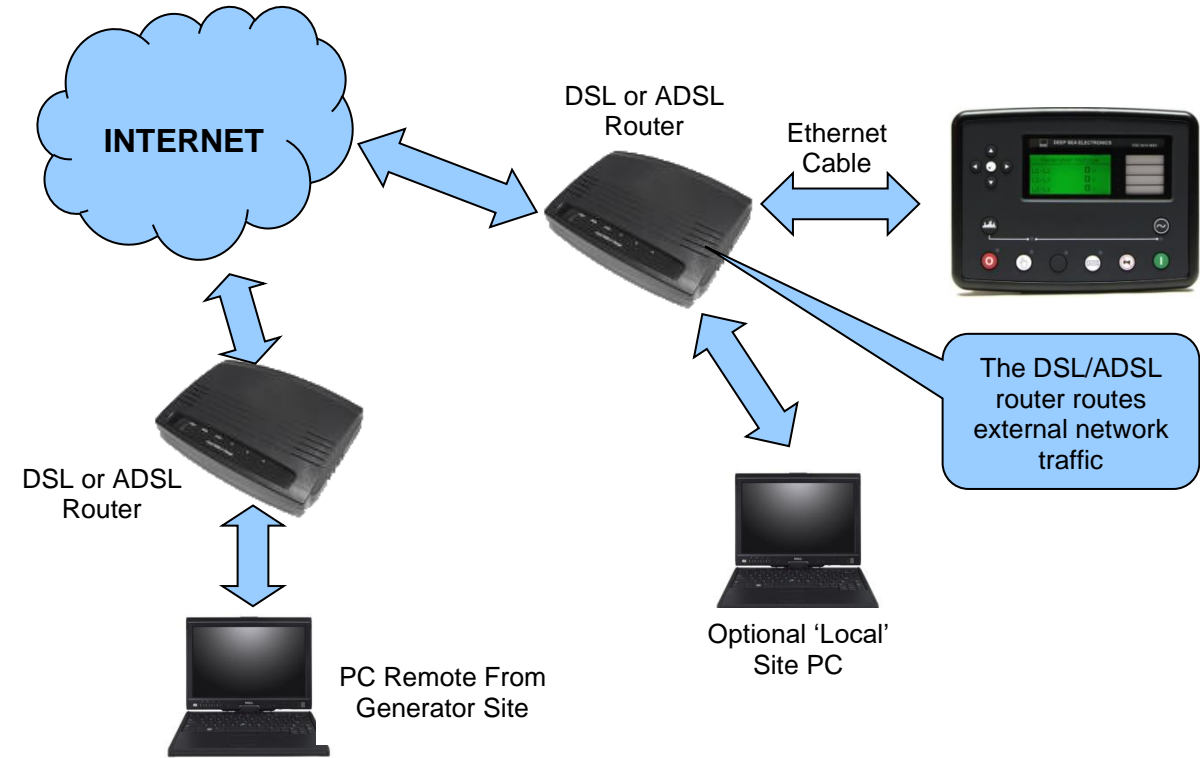 INTERNET
DSL or ADSL
Router
Ethernet
Cable
DEEP SEA ELECTRONICS
The DSL/ADSL
router routes
external network
traffic
DSL or ADSL
Router
Optional ‘Local’
Site PC
PC Remote From
Generator Site